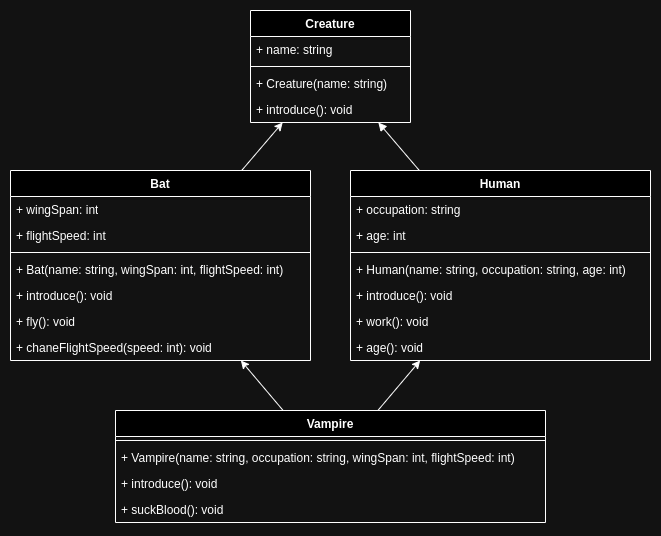 Creature
+ name: string
+ Creature(name: string)
+ introduce(): void
Bat
+ wingSpan: int
+ flightSpeed: int
+ Bat(name: string, wingSpan: int, flightSpeed: int)
+ introduce(): void
+ fly(): void
+ chaneFlightSpeed(speed: int): void
Human
+ occupation: string
+ age: int
+ Human(name: string, occupation: string, age: int)
+ introduce(): void
+ work(): void
+ age(): void
Vampire
+ Vampire(name: string, occupation: string, wingSpan: int, flightSpeed: int)
+ introduce(): void
+ suckBlood(): void